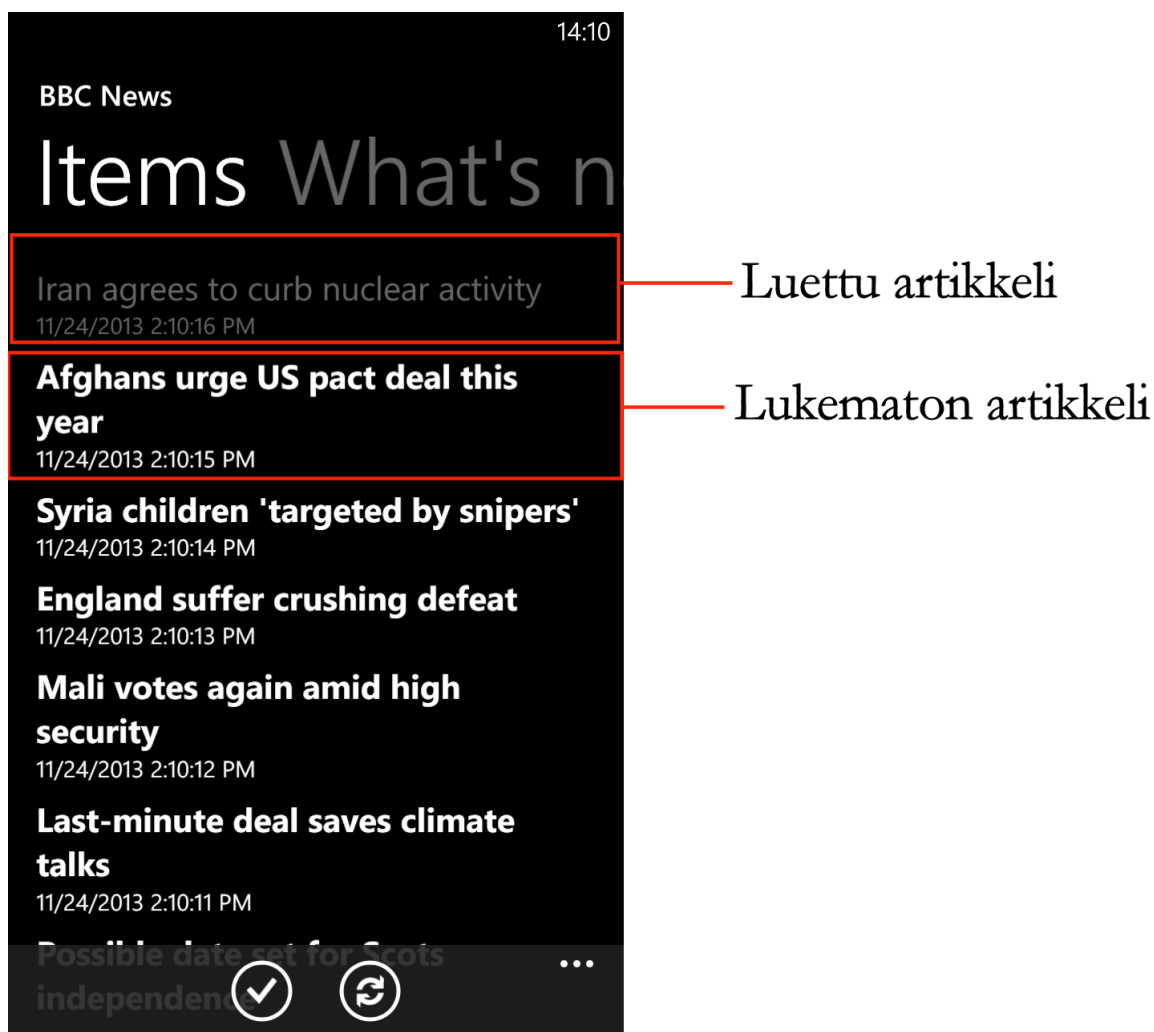 14:10
BBC News
Items What's n
Iran agrees to curb nuclear activity
11/24/2013 2:10:16 PM
Luettu artikkeli
Afghans urge US pact deal this
year
11/24/2013 2:10:15 PM
Lukematon artikkeli
Syria children 'targeted by snipers'
11/24/2013 2:10:14 PM
England suffer crushing defeat
11/24/2013 2:10:13 PM
Mali votes again amid high
security
11/24/2013 2:10:12 PM
Last-minute deal saves climate
talks
11/24/2013 2:10:11 PM
Possible date set for Scots
independence